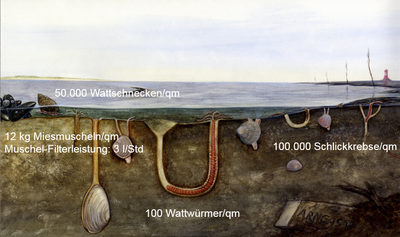 50.000 Wattschnecken/qm
12 kg Miesmuscheln/qm
Muschel-Filterleistung: 3 l/Std
100.000 Schlickkrebse/qm
100 Wattwürmer/qm